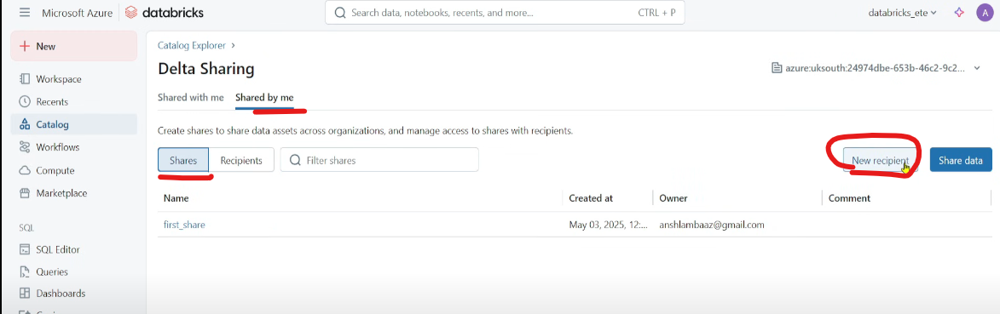 Microsoft Azure databricks Search data, notebooks, recents, and more... CTRL + P databricks_ete A
New
Workspace
Recents
Catalog
Workflows
Compute
Marketplace
SQL
SQL Editor
Queries
Dashboards
Catalog Explorer >
Delta Sharing azure:uksouth:24974dbe-653b-46c2-9c2...
Shared with me Shared by me
Create shares to share data assets across organizations, and manage access to shares with recipients.
Shares Recipients Filter shares New recipient Share data
Name Created at Owner Comment
first_share May 03, 2025, 12:... anshlambaaz@gmail.com